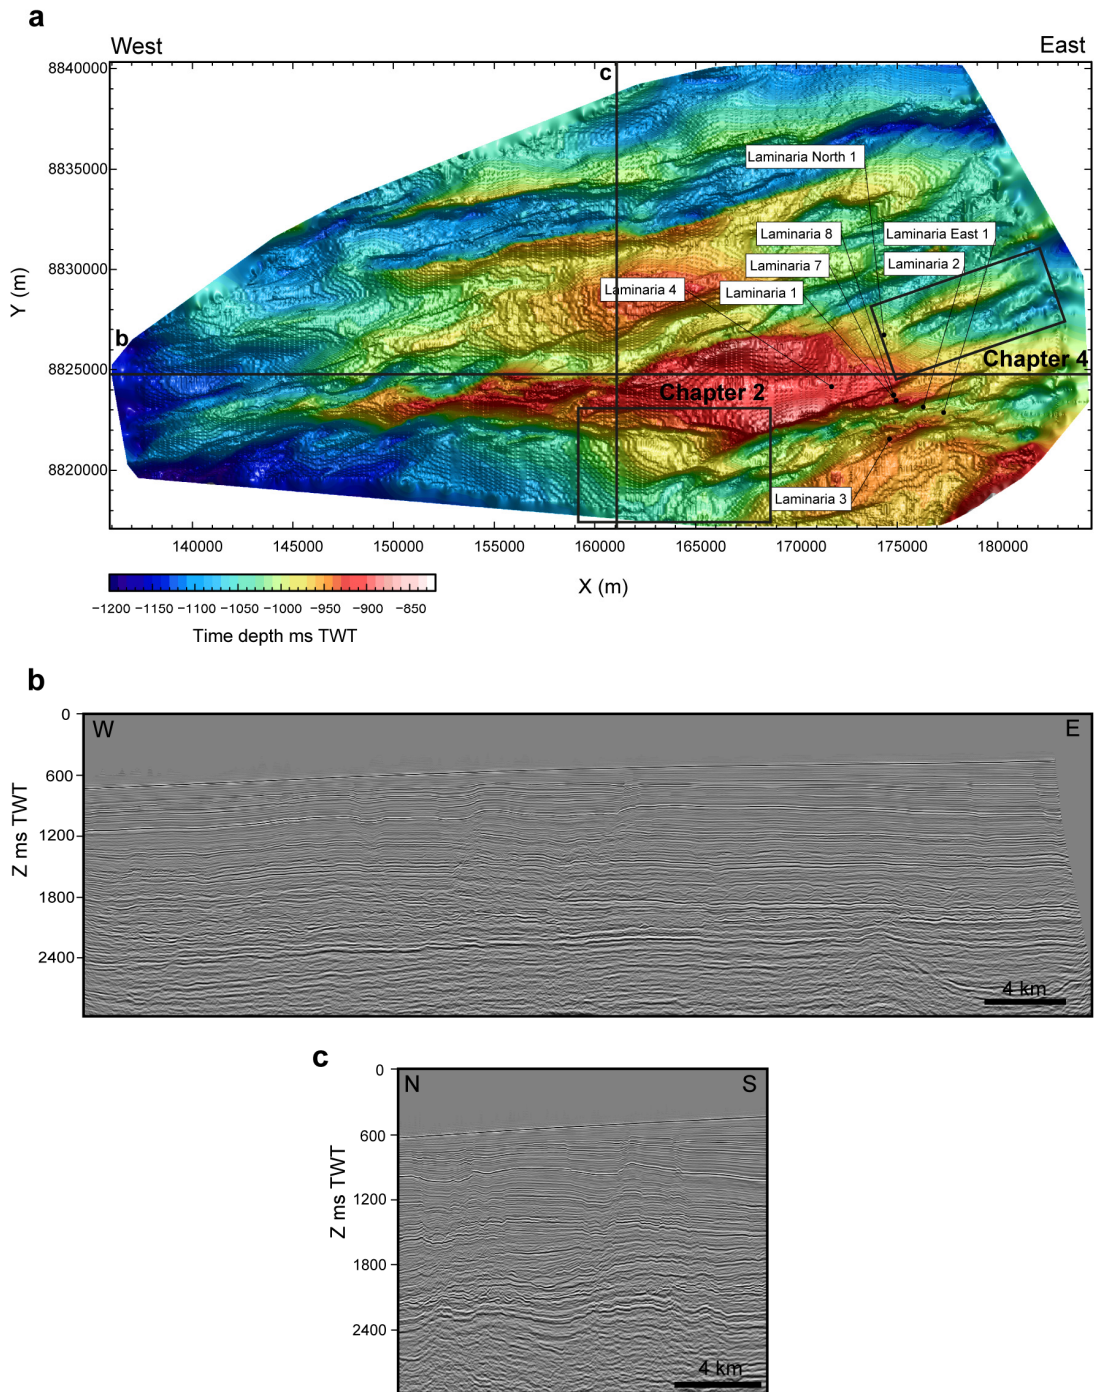 a
West
East
8840000
c
8835000
Laminaria North 1
Laminaria 8
Laminaria East 1
8830000
Laminaria 7
Laminaria 2
Y (m)
Laminaria 4
Laminaria 1
b
Chapter 4
8825000
Chapter 2
8820000
Laminaria 3
140000 145000 150000 155000 160000 165000 170000 175000 180000
X (m)
−1200 −1150 −1100 −1050 −1000 −950 −900 −850
Time depth ms TWT
b
0
W
E
600
Z ms TWT
1200
1800
2400
4 km
c
0
N
S
600
Z ms TWT
1200
1800
2400
4 km